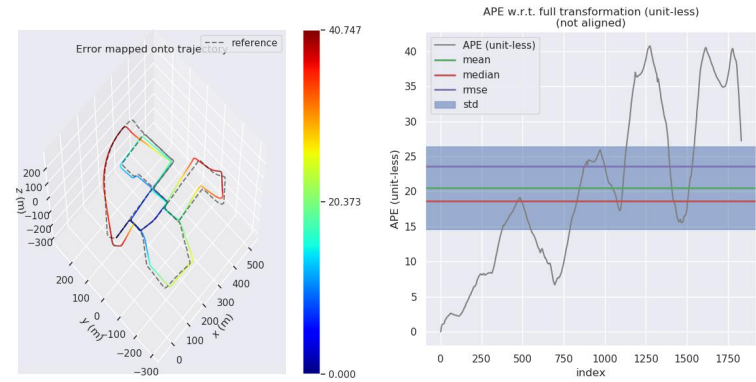 Error mapped onto trajectory
reference
200
100
0
−100
−200
−300
z (m)
200
100
0
−100
−200
−300
y (m)
0
100
200
300
400
500
x (m)
40.747
20.373
0.000
APE w.r.t. full transformation (unit-less)
(not aligned)
APE (unit-less)
mean
median
rmse
std
40
35
30
25
20
15
10
5
0
APE (unit-less)
0
250
500
750
1000
1250
1500
1750
index